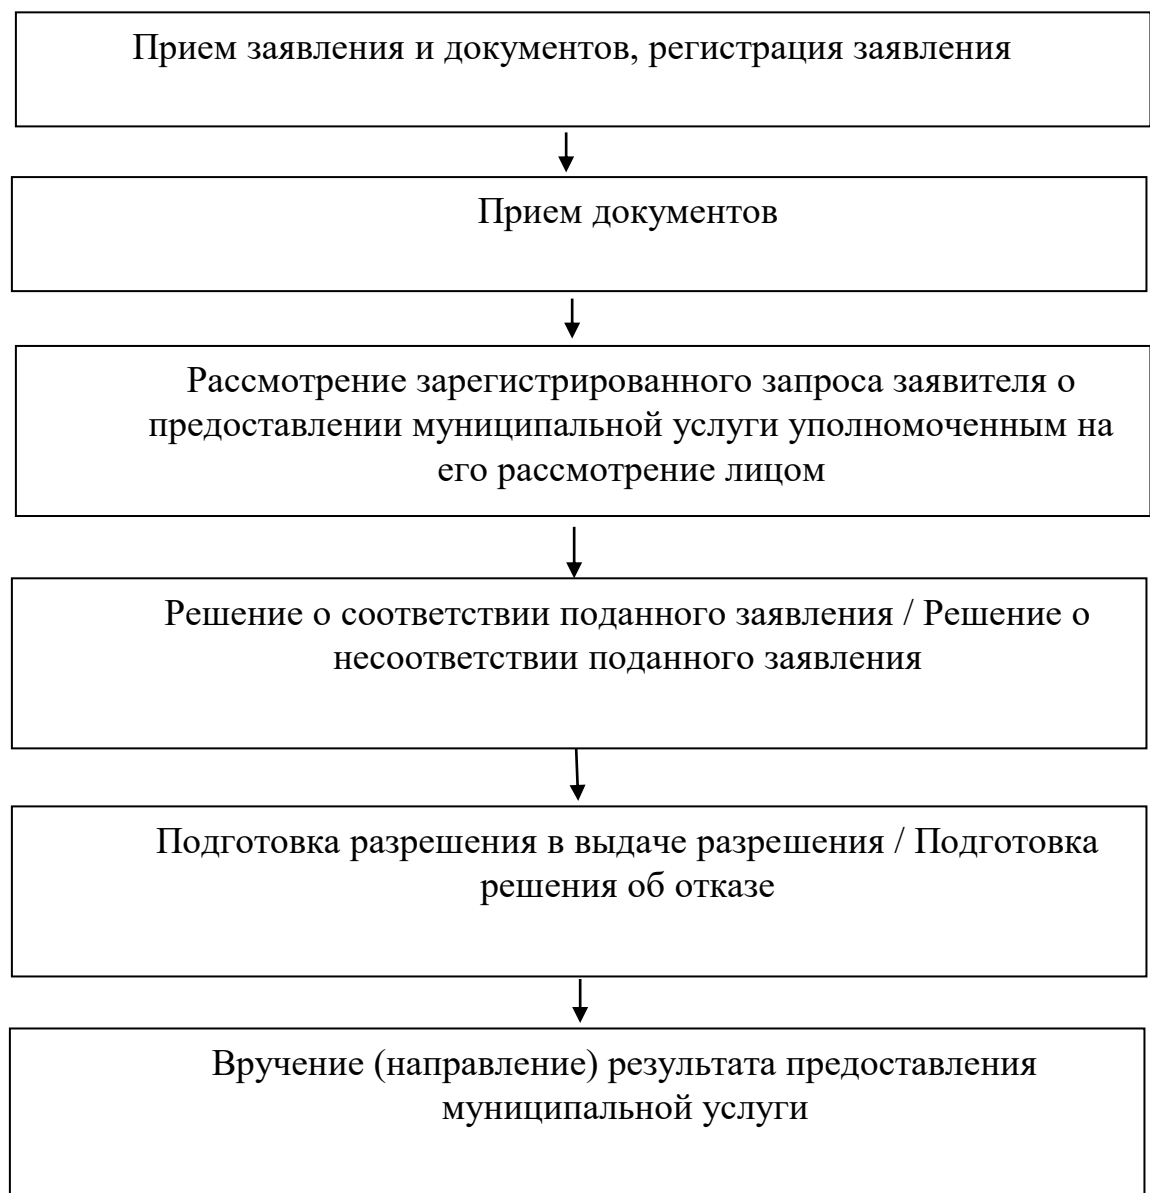 Прием заявления и документов, регистрация заявления
Прием документов
Рассмотрение зарегистрированного запроса заявителя о
предоставлении муниципальной услуги уполномоченным на
его рассмотрение лицом
Решение о соответствии поданного заявления / Решение о
несоответствии поданного заявления
Подготовка разрешения в выдаче разрешения / Подготовка
решения об отказе
Вручение (направление) результата предоставления
муниципальной услуги